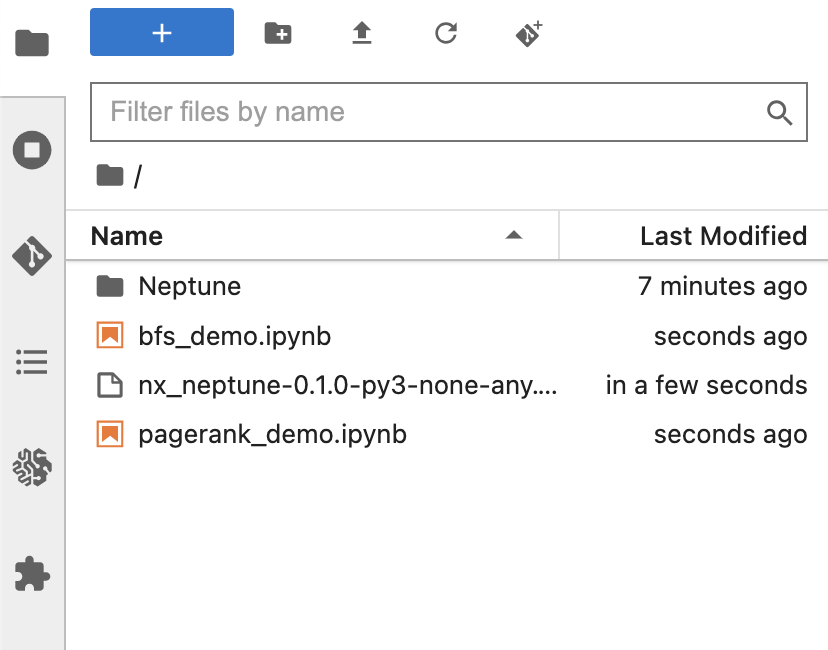 Filter files by name
/
Name Last Modified
Neptune 7 minutes ago
bfs_demo.ipynb seconds ago
nx_neptune-0.1.0-py3-none-any.... in a few seconds
pagerank_demo.ipynb seconds ago